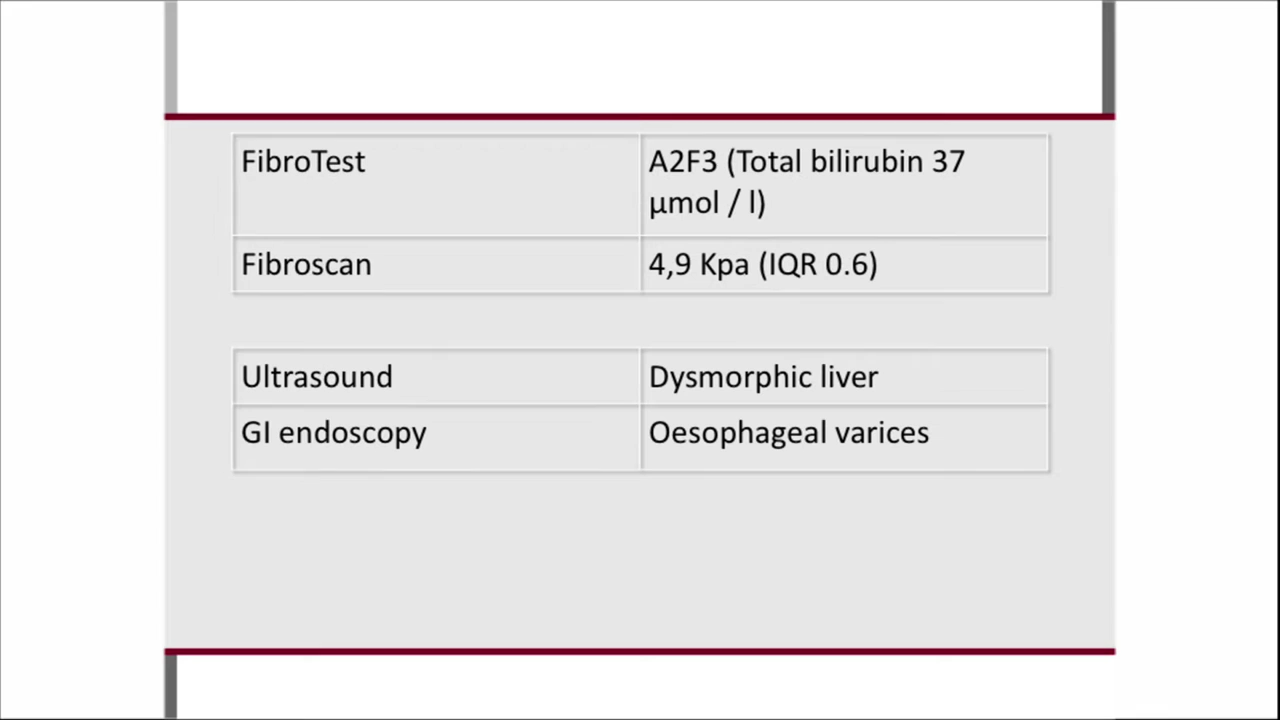 FibroTest
A2F3 (Total bilirubin 37
µmol / l)
Fibroscan
4,9 Kpa (IQR 0.6)
Ultrasound
Dysmorphic liver
GI endoscopy
Oesophageal varices